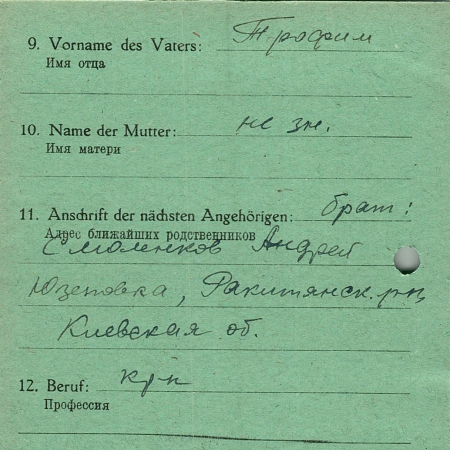 9. Vorname des Vaters: Трофим
Имя отца
10. Name der Mutter: не зн.
Имя матери
11. Anschrift der nächsten Angehörigen: брат:
Адрес ближайших родственников
Смоленков Андрей
Юзеповка, Ракитянск. р-н
Киевская об.
12. Beruf: кр-н
Профессия